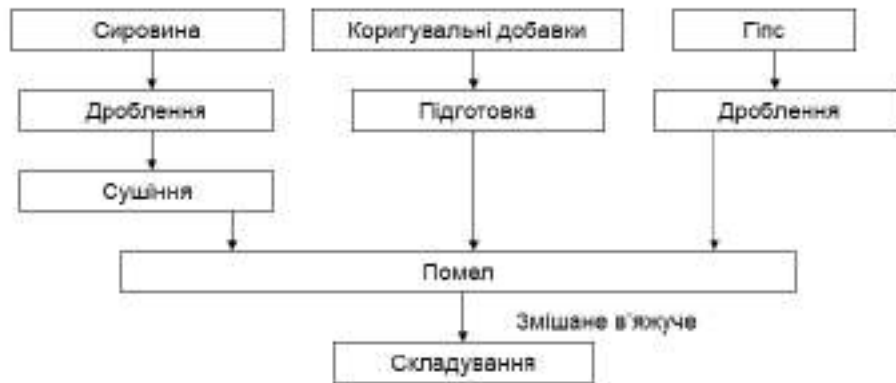 Сировина
Коригувальні добавки
Гіпс
Дроблення
Підготовка
Дроблення
Сушіння
Помел
Змішане в'яжуче
Складування